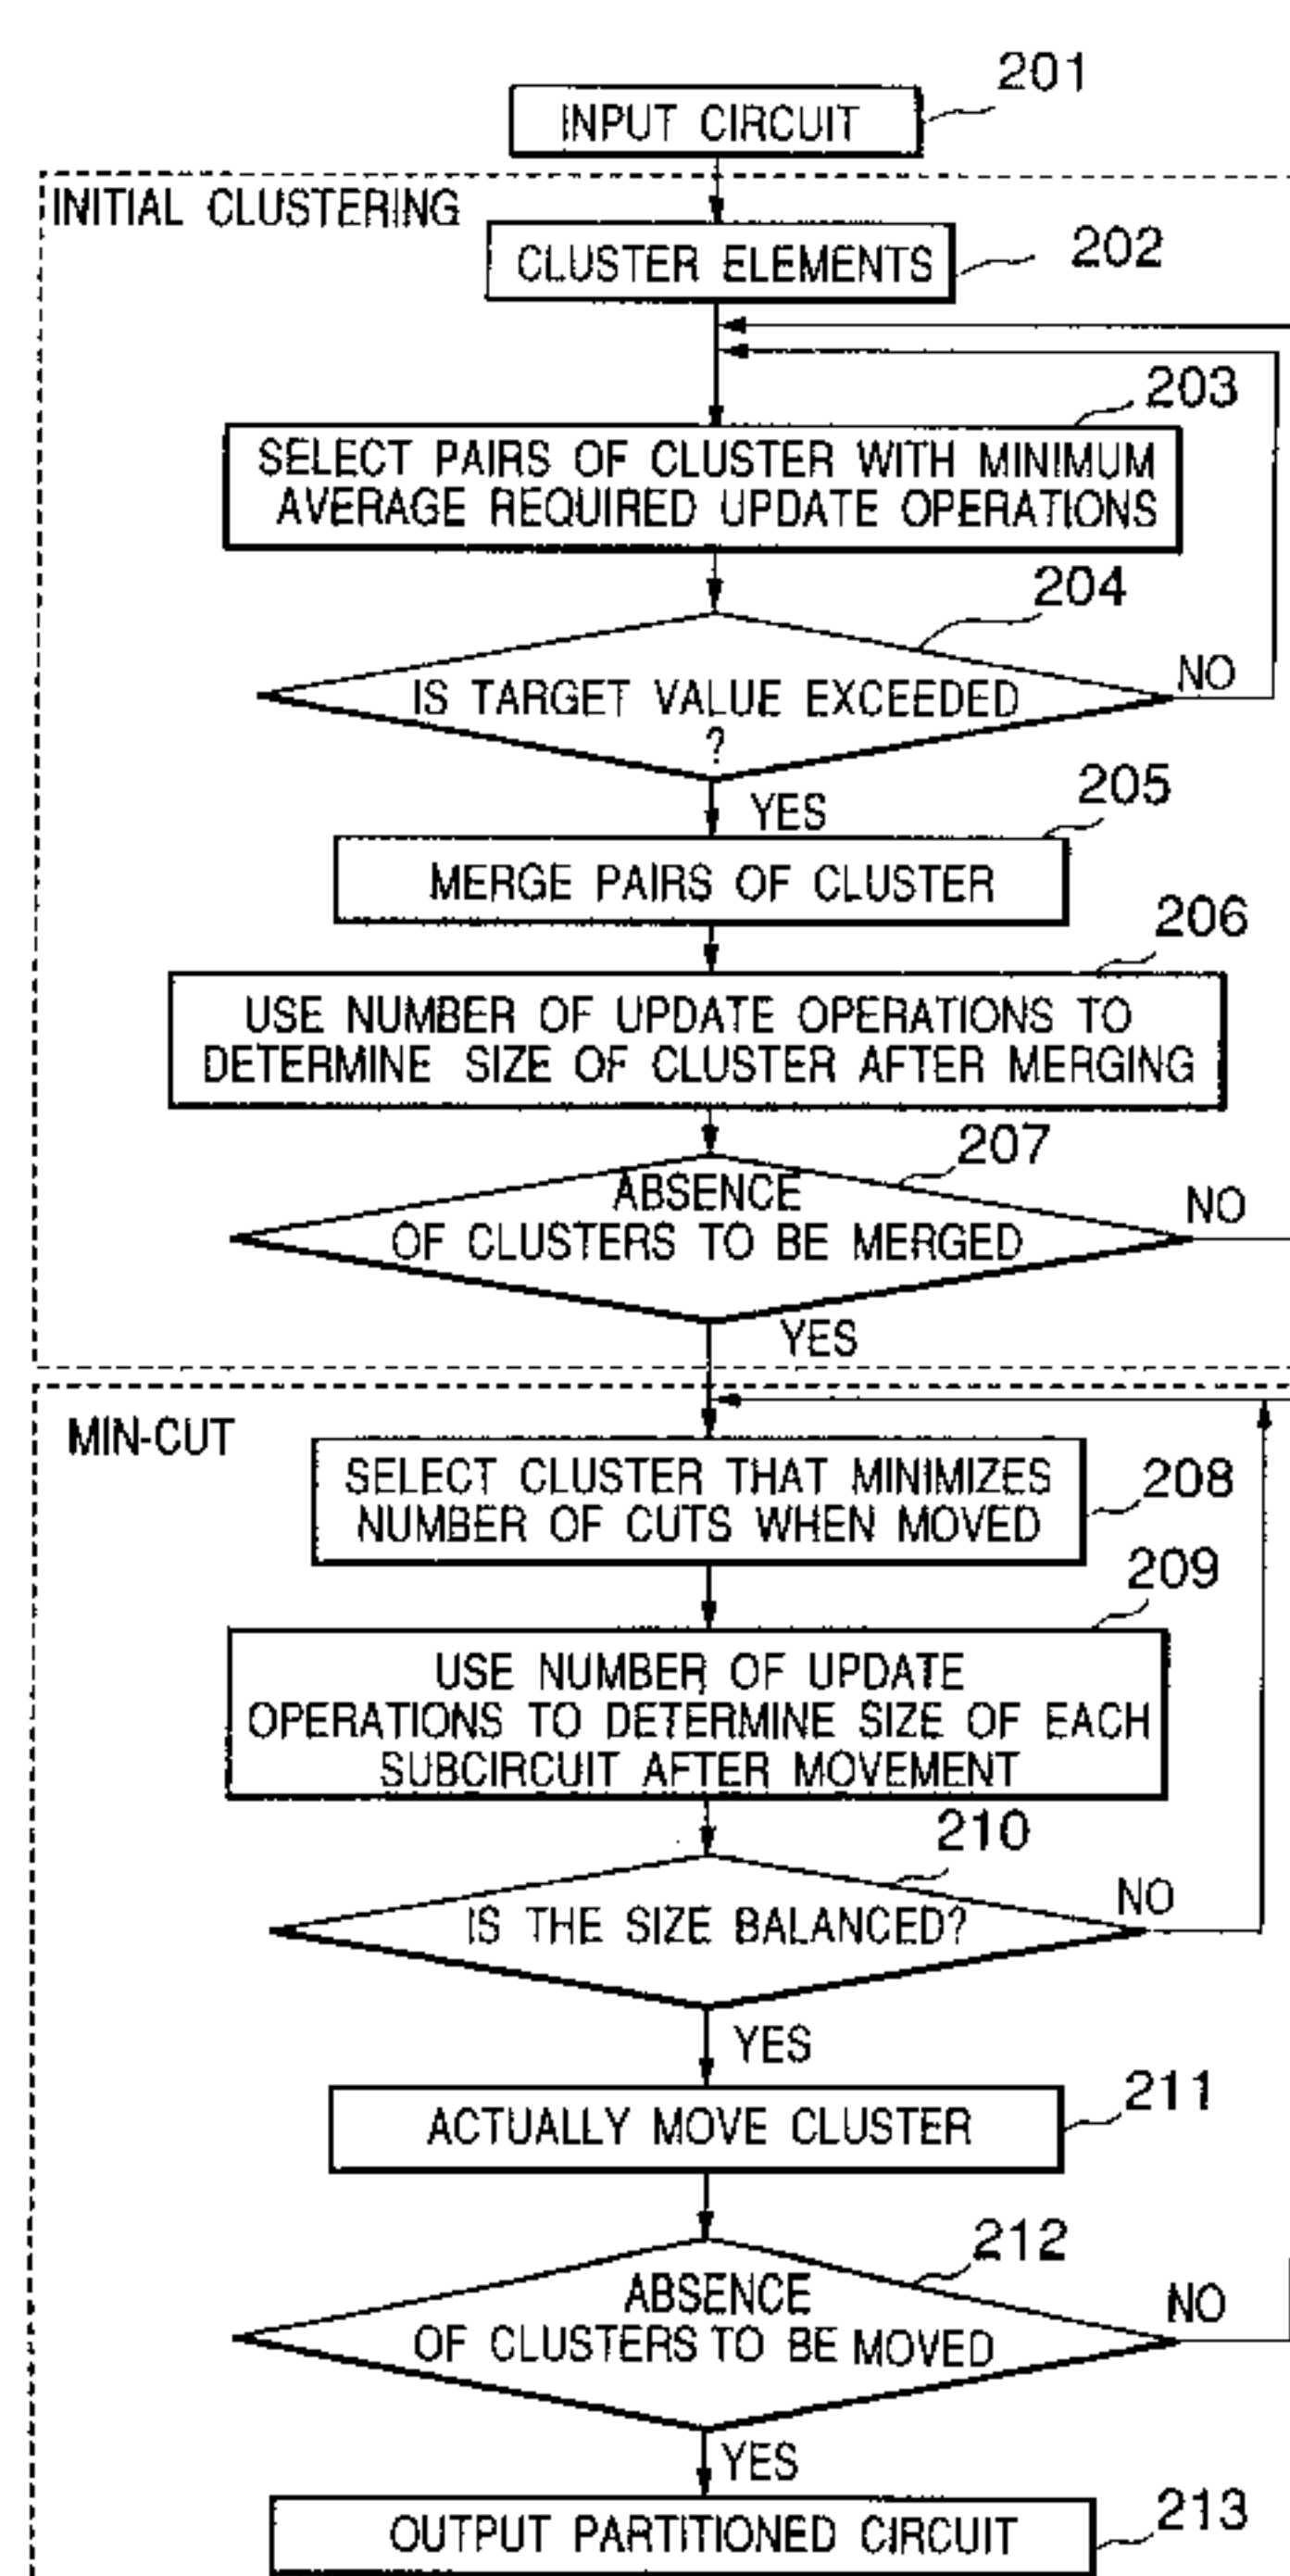 201
INPUT CIRCUIT
INITIAL CLUSTERING
CLUSTER ELEMENTS
202
203
SELECT PAIRS OF CLUSTER WITH MINIMUM
AVERAGE REQUIRED UPDATE OPERATIONS
204
IS TARGET VALUE EXCEEDED
?
NO
YES
205
MERGE PAIRS OF CLUSTER
206
USE NUMBER OF UPDATE OPERATIONS TO
DETERMINE SIZE OF CLUSTER AFTER MERGING
207
ABSENCE
OF CLUSTERS TO BE MERGED
NO
YES
MIN-CUT
SELECT CLUSTER THAT MINIMIZES
NUMBER OF CUTS WHEN MOVED
208
209
USE NUMBER OF UPDATE
OPERATIONS TO DETERMINE SIZE OF EACH
SUBCIRCUIT AFTER MOVEMENT
210
IS THE SIZE BALANCED?
NO
YES
211
ACTUALLY MOVE CLUSTER
212
ABSENCE
OF CLUSTERS TO BE MOVED
NO
YES
OUTPUT PARTITIONED CIRCUIT
213